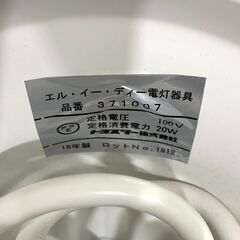 エル・イー・ディー電灯器具
品番 371007
定格電圧 100V
定格消費電力 20W
18年製 ロットNo.1812